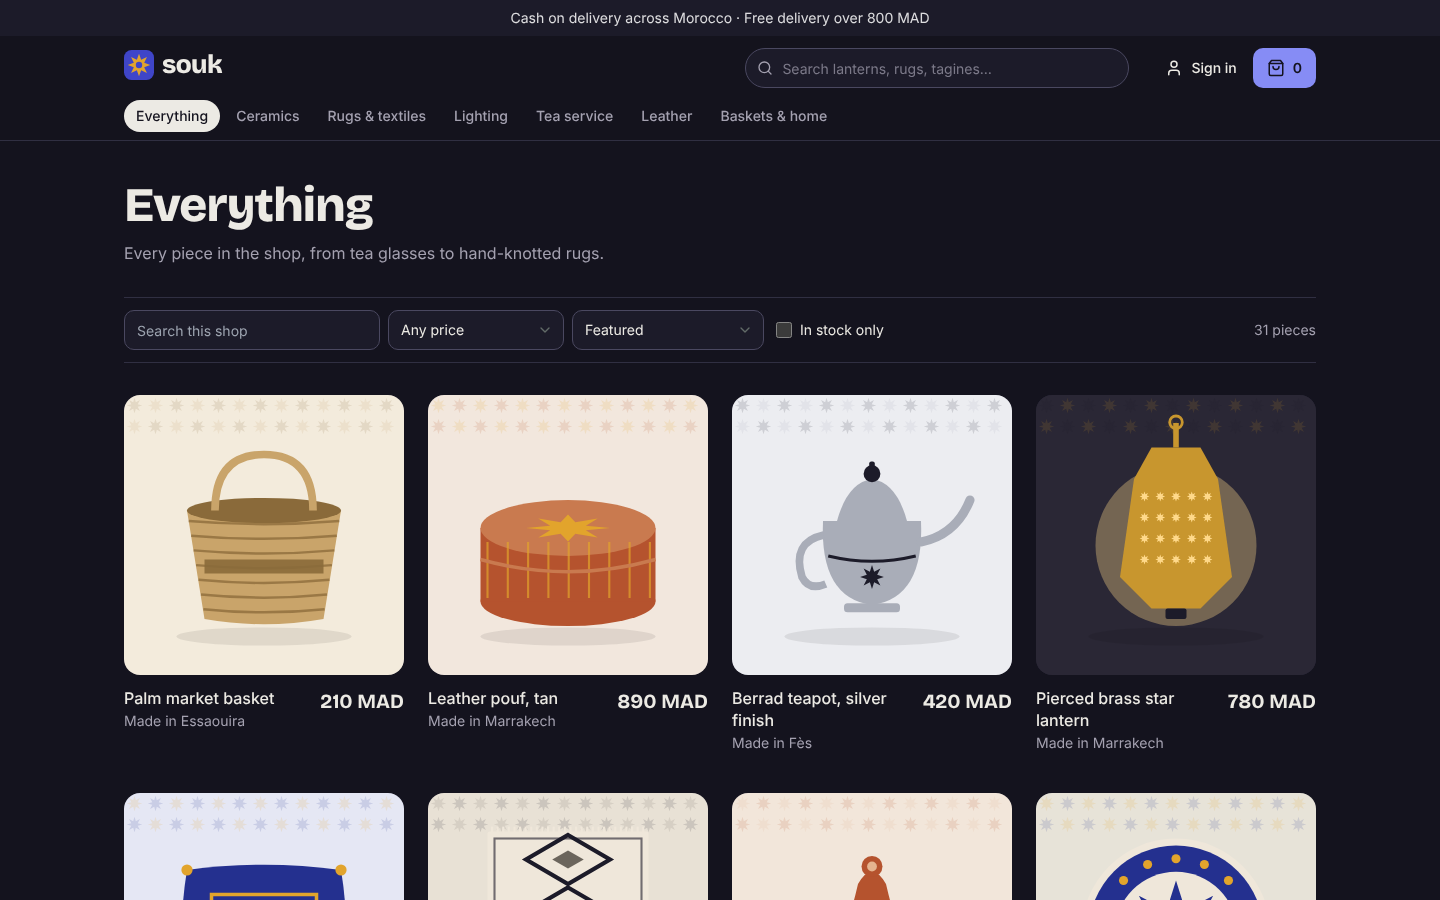 Cash on delivery across Morocco · Free delivery over 800 MAD
souk
Search lanterns, rugs, tagines...
Sign in
0
Everything
Ceramics
Rugs & textiles
Lighting
Tea service
Leather
Baskets & home
Everything
Every piece in the shop, from tea glasses to hand-knotted rugs.
Search this shop
Any price
Featured
In stock only
31 pieces
Palm market basket
210 MAD
Made in Essaouira
Leather pouf, tan
890 MAD
Made in Marrakech
Berrad teapot, silver
finish
420 MAD
Made in Fès
Pierced brass star
lantern
780 MAD
Made in Marrakech